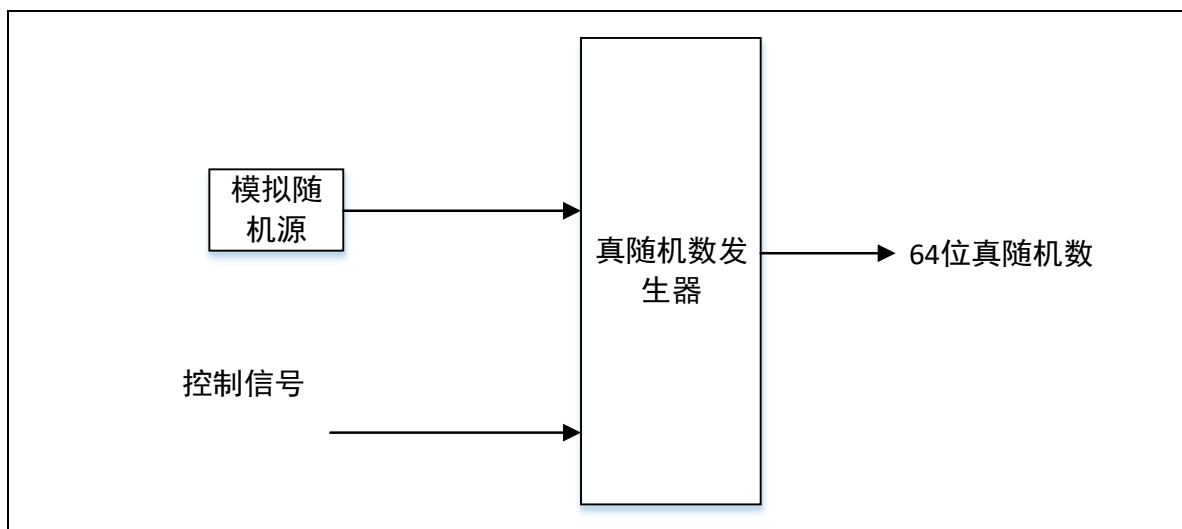 模拟随
机源
真随机数发
生器
64位真随机数
控制信号